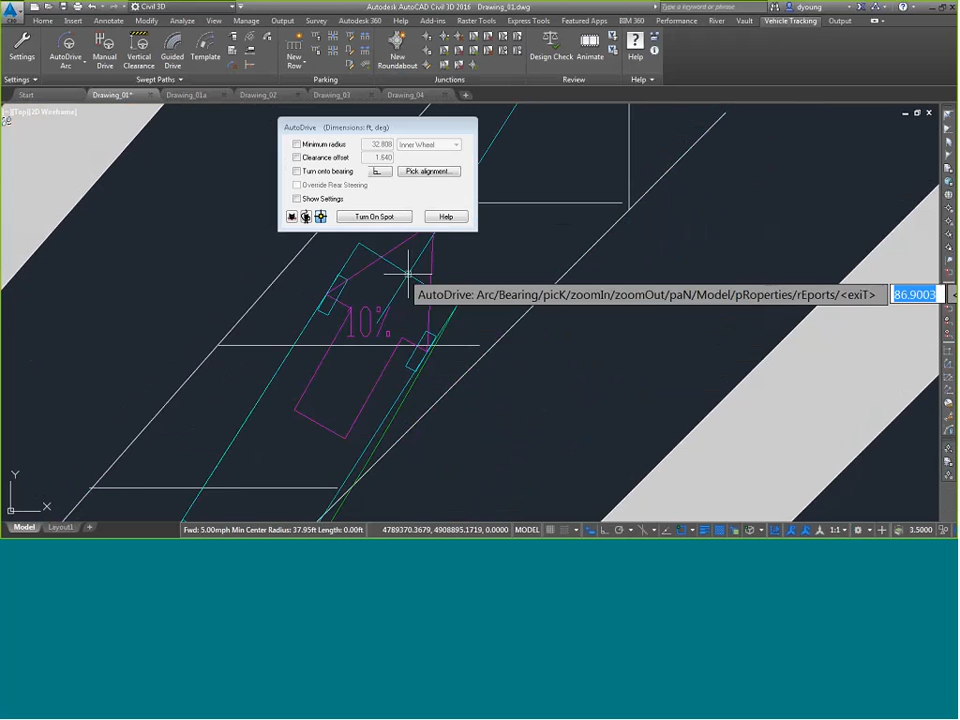 Civil 3D
Autodesk AutoCAD Civil 3D 2016 Drawing_01.dwg
Type a keyword or phrase
dyoung
Home Insert Annotate Modify Analyze View Manage Output Survey Autodesk 360 Help Add-ins Raster Tools Express Tools Featured Apps BIM 360 Performance River Rail Vehicle Tracking Output
Settings
AutoDrive Arc
Manual Drive
Vertical Clearance
Guided Drive
Template
New Row
New Roundabout
Design Check
Animate
Help
Settings
Swept Paths
Parking
Junctions
Review
Help
Start Drawing_01* Drawing_01a Drawing_02 Drawing_03 Drawing_04
[-][Top][2D Wireframe]
AutoDrive (Dimensions: ft, deg)
Minimum radius 32.808 Inner Wheel
Clearance offset 1.640
Turn onto bearing Pick alignment...
Override Rear Steering
Show Settings
Turn On Spot Help
AutoDrive: Arc/Bearing/picK/zoomIn/zoomOut/paN/Model/pRoperties/rEports/<exiT> 86.9003 <
10%
Y
X
Model Layout1
Fwd: 5.00mph Min Center Radius: 37.95ft Length: 0.00ft 4789370.3679, 4908895.1719, 0.0000 MODEL 1:1 3.5000